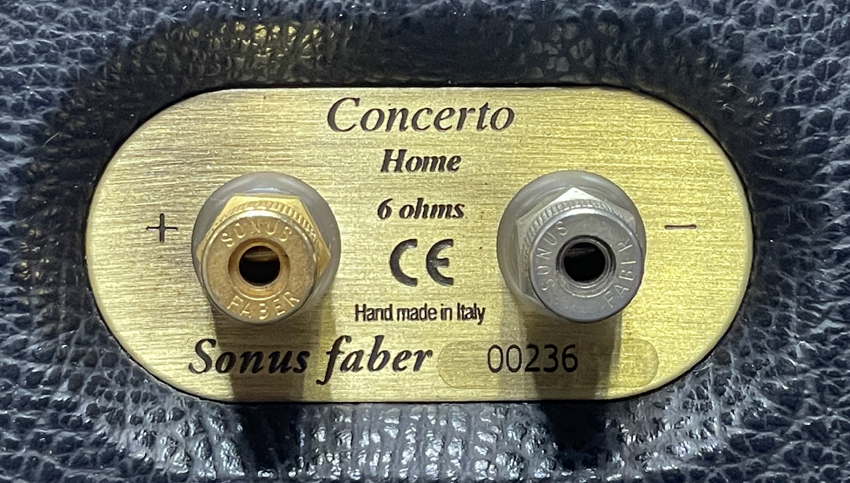 Concerto
Home
6 ohms
+ SONUS FABER
CE
SONUS FABER −
Hand made in Italy
Sonus faber 00236